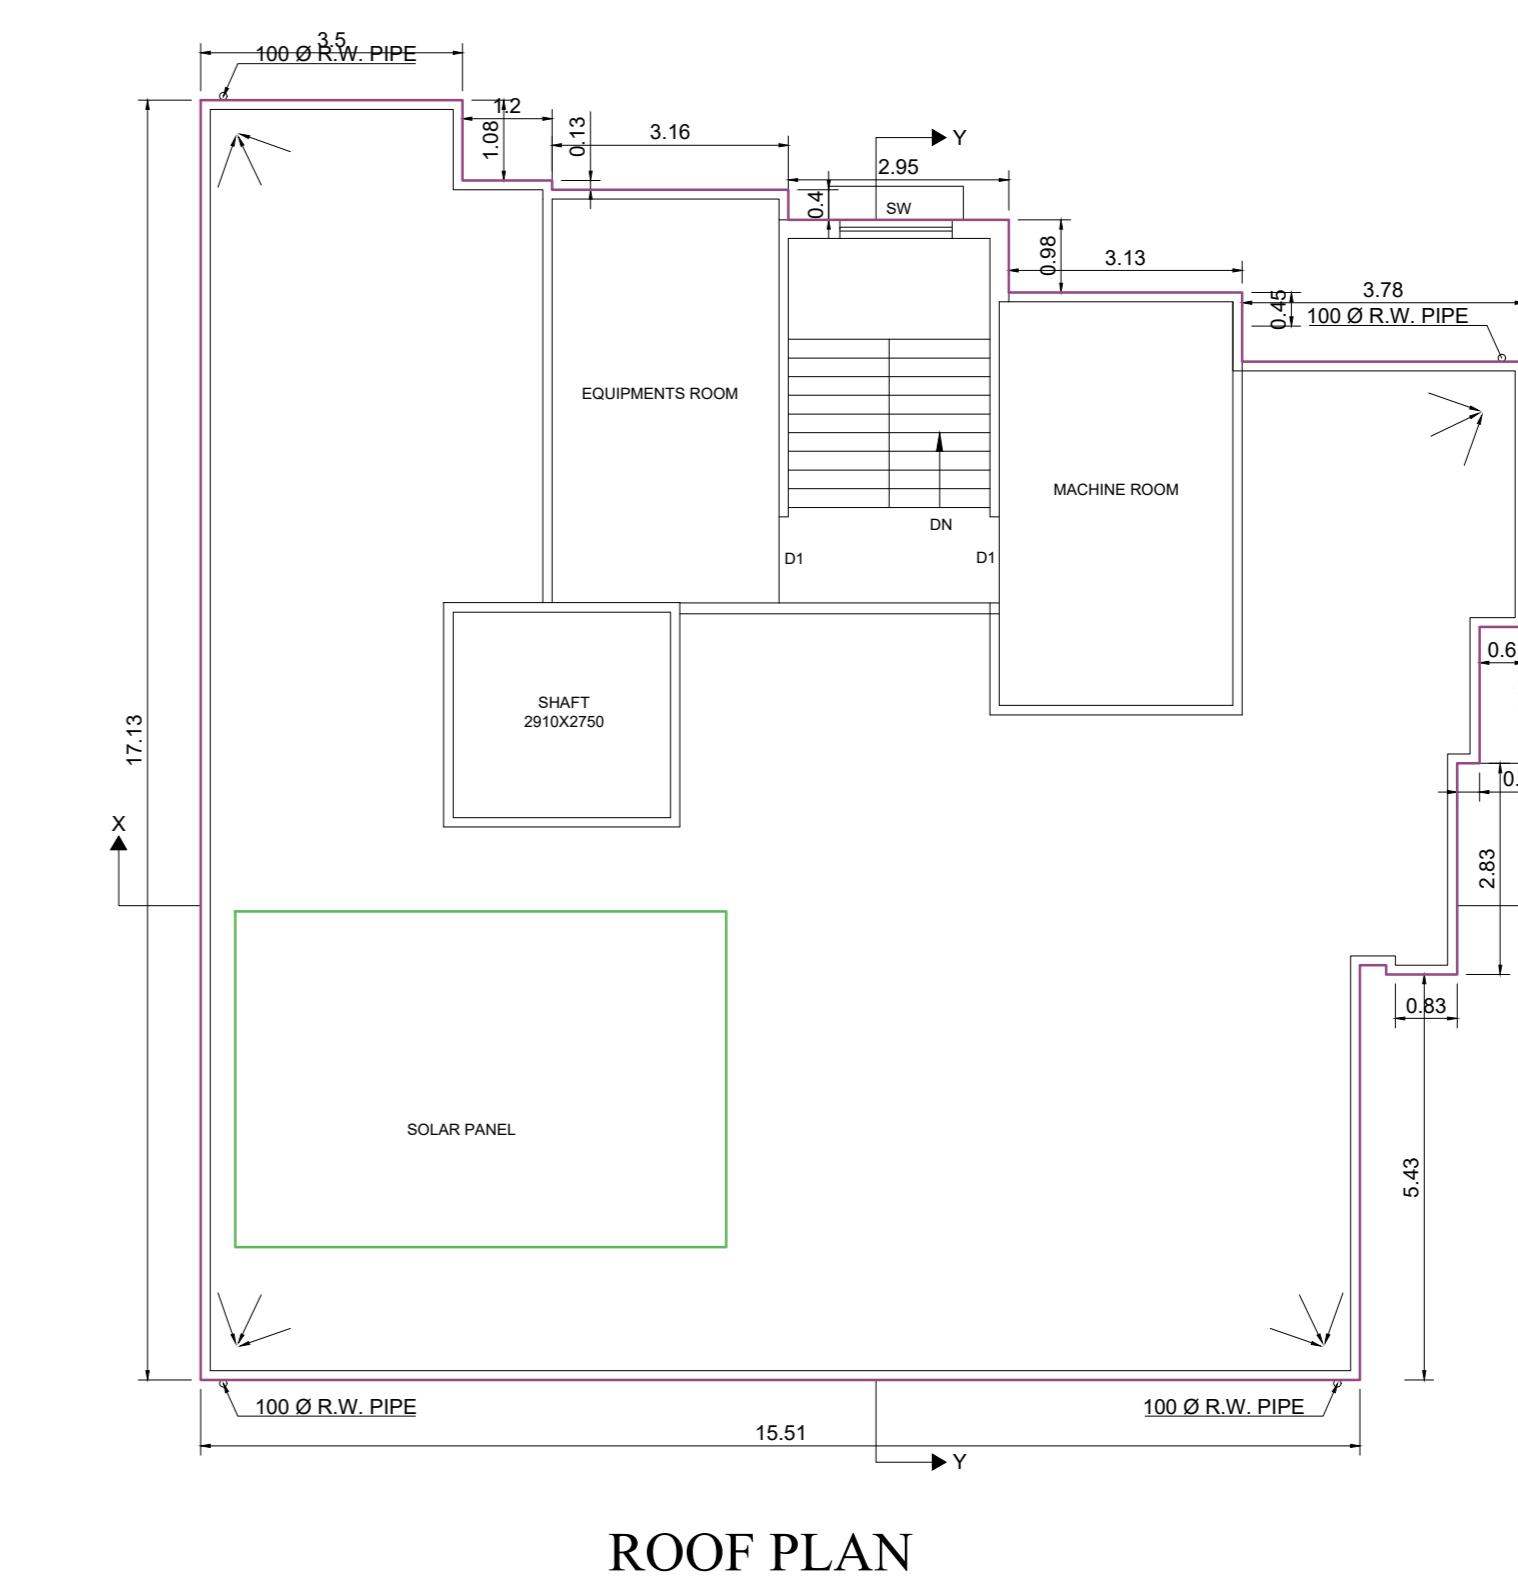 3.5
100 Ø R.W. PIPE
1.2
1.08
0.13
3.16
Y
2.95
0.4
SW
0.98
3.13
0.45
3.78
100 Ø R.W. PIPE
EQUIPMENTS ROOM
MACHINE ROOM
DN
D1
D1
0.6
SHAFT
2910X2750
17.13
0.
X
2.83
0.83
SOLAR PANEL
5.43
100 Ø R.W. PIPE
100 Ø R.W. PIPE
15.51
Y
ROOF PLAN